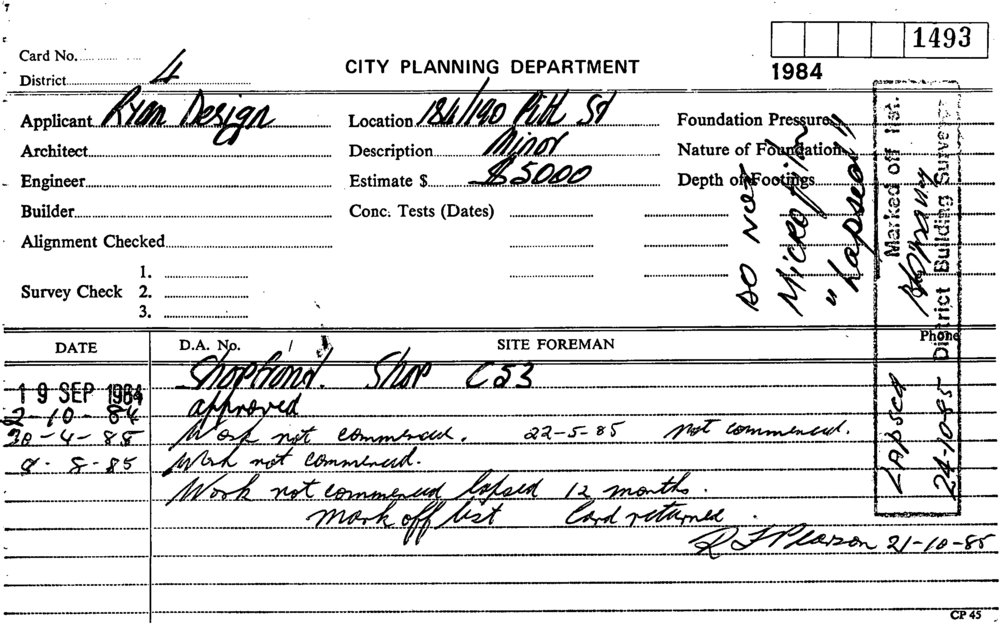 1493
Card No.
CITY PLANNING DEPARTMENT
1984
District 4
Applicant Ryan Design Location 184/190 Pitt St Foundation Pressure
Architect Description Minor Nature of Foundation
Engineer Estimate $ $5000 Depth of Footings
Builder Conc. Tests (Dates)
Alignment Checked
Survey Check 1.
2.
3.
DO Not
Microfilm
"Lapsed"
Marked off list.
District Building Surveyor
Lapsed
24-10-85
DATE D.A. No. / SITE FOREMAN Phone
19 SEP 1984 Shopfront. Shop C53
2-10-84 approved
Work not commenced. 22-5-85 Not commenced.
8-8-85 Work not commenced.
Work not commenced lapsed 12 months.
mark off list Card returned
R J Pearson 21-10-85
CP 45